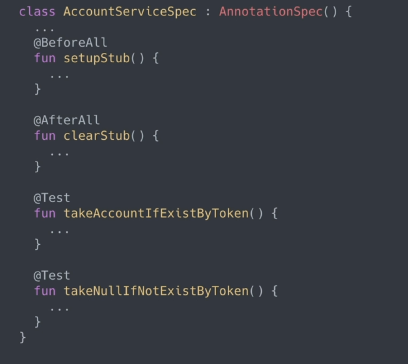 class AccountServiceSpec : AnnotationSpec() {
  ...
  @BeforeAll
  fun setupStub() {
    ...
  }

  @AfterAll
  fun clearStub() {
    ...
  }

  @Test
  fun takeAccountIfExistByToken() {
    ...
  }

  @Test
  fun takeNullIfNotExistByToken() {
    ...
  }
}